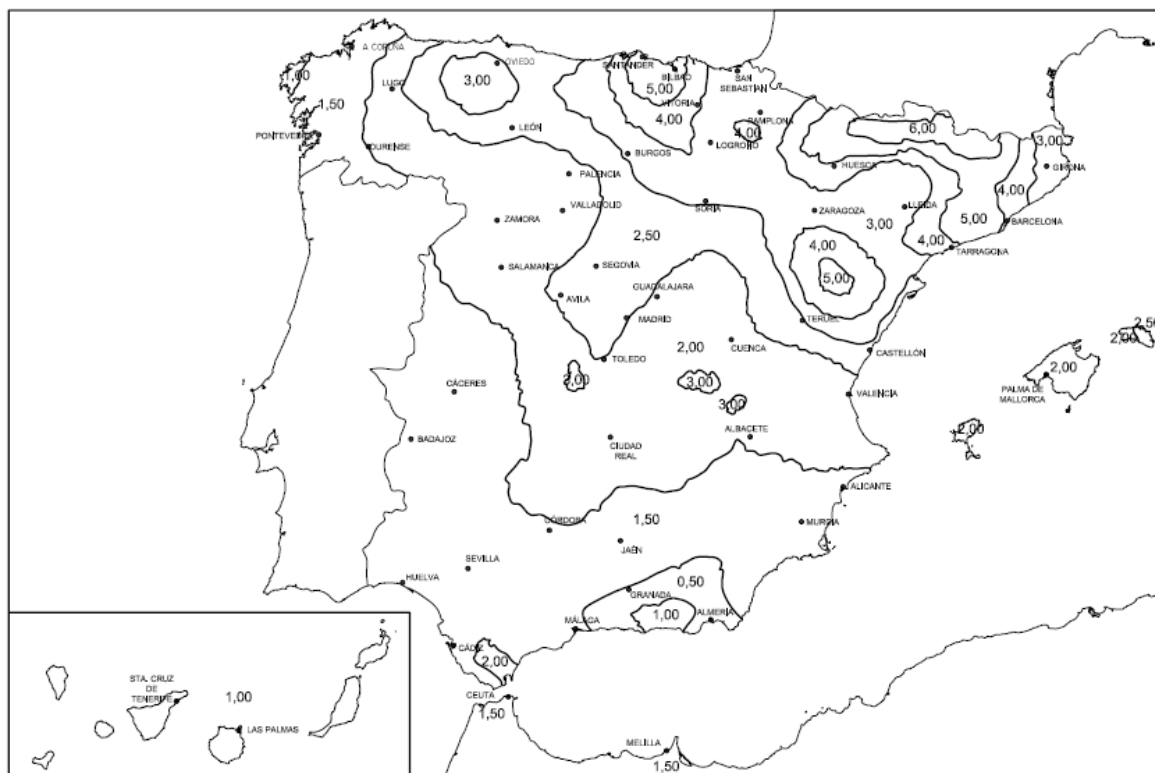 A CORUÑA
OVIEDO
SANTANDER
BILBAO
SAN
SEBASTIAN
1,00
LUGO
3,00
5,00
1,50
VITORIA
4,00
PAMPLONA
PONTEVEDRA
LEÓN
4,00
6,00
3,00
OURENSE
BURGOS
LOGROÑO
HUESCA
GIRONA
PALENCIA
4,00
VALLADOLID
SORIA
ZARAGOZA
LLEIDA
ZAMORA
3,00
5,00
BARCELONA
2,50
4,00
4,00
TARRAGONA
SALAMANCA
SEGOVIA
5,00
GUADALAJARA
AVILA
MADRID
TERUEL
2,50
2,00
2,00
CUENCA
CASTELLÓN
TOLEDO
2,00
3,00
3,00
PALMA DE
MALLORCA
CÁCERES
VALENCIA
3,00
2,00
BADAJOZ
CIUDAD
REAL
ALBACETE
ALICANTE
1,50
MURCIA
CÓRDOBA
JAÉN
SEVILLA
HUELVA
0,50
GRANADA
1,00
ALMERÍA
MÁLAGA
CÁDIZ
2,00
STA. CRUZ
DE
TENERIFE
1,00
CEUTA
1,50
LAS PALMAS
MELILLA
1,50